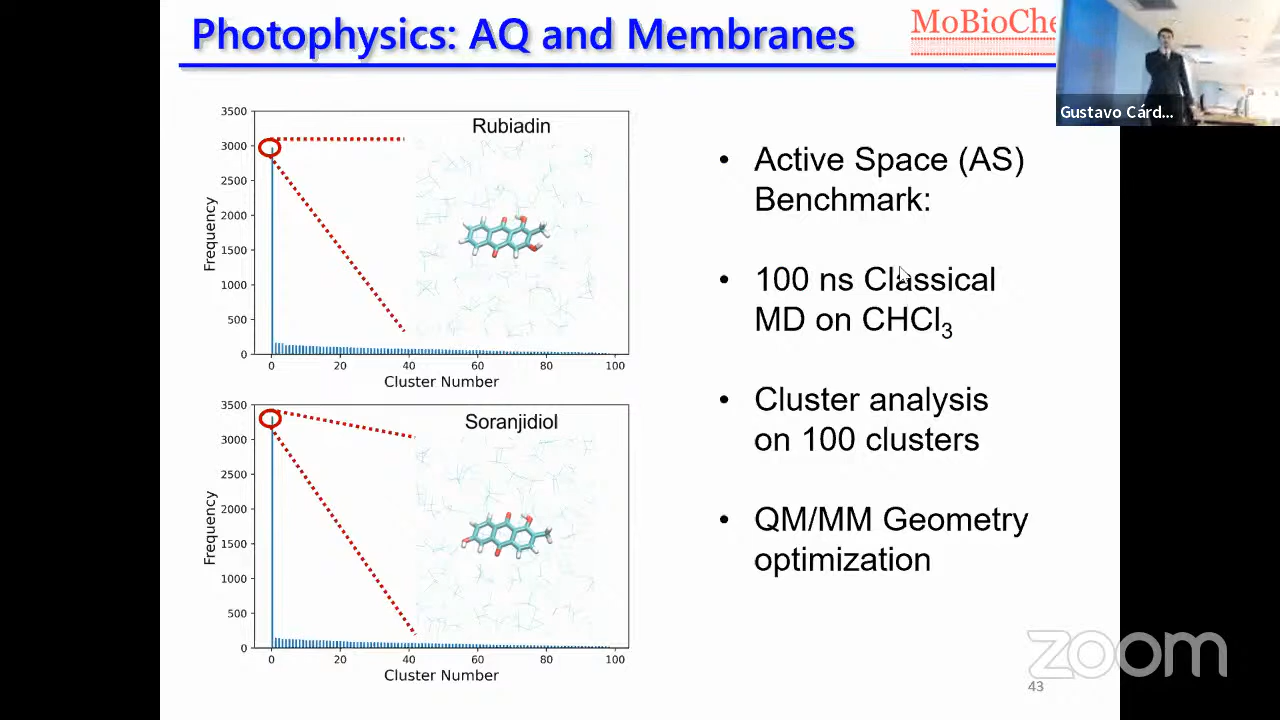 Photophysics: AQ and Membranes
MoBioChe
Gustavo Cárd...
3500
3000
2500
2000
1500
1000
500
0
Frequency
Rubiadin
0 20 40 60 80 100
Cluster Number
3500
3000
2500
2000
1500
1000
500
0
Frequency
Soranjidiol
0 20 40 60 80 100
Cluster Number
• Active Space (AS)
Benchmark:
• 100 ns Classical
MD on CHCl₃
• Cluster analysis
on 100 clusters
• QM/MM Geometry
optimization
zoom
43